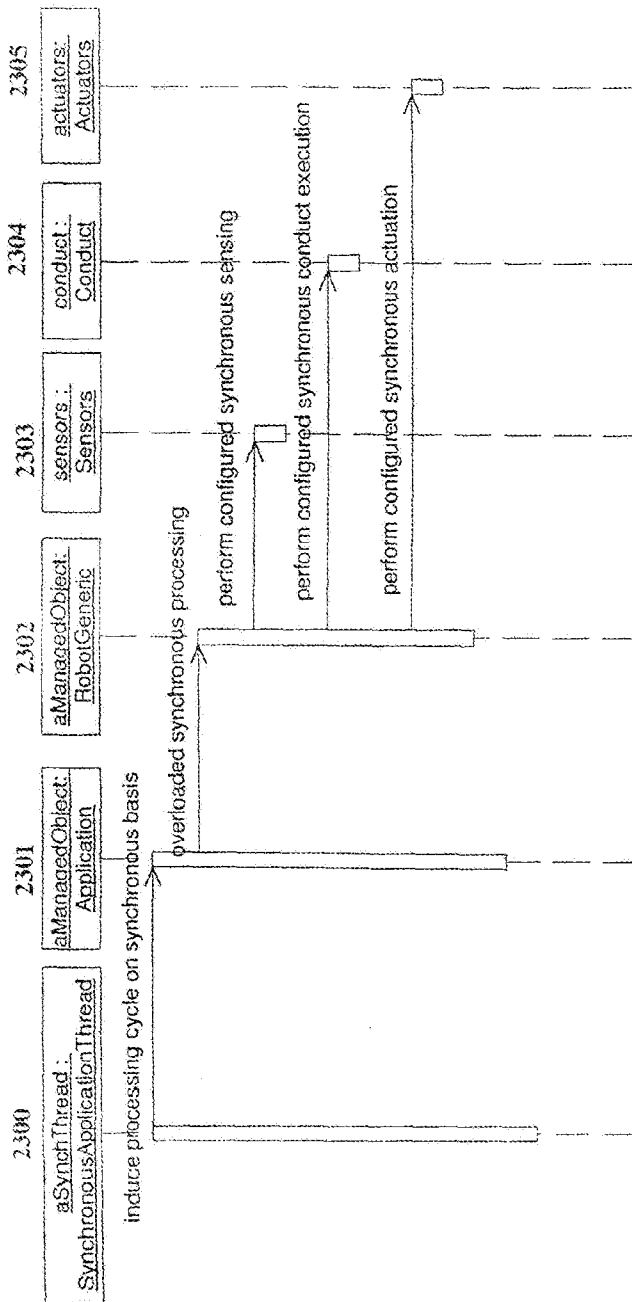 2300
aSynchThread :
SynchronousApplicationThread
2301
aManagedObject:
Application
2302
aManagedObject:
RobotGeneric
2303
sensors :
Sensors
2304
conduct :
Conduct
2305
actuators:
Actuators
induce processing cycle on synchronous basis
overloaded synchronous processing
perform configured synchronous sensing
perform configured synchronous conduct execution
perform configured synchronous actuation